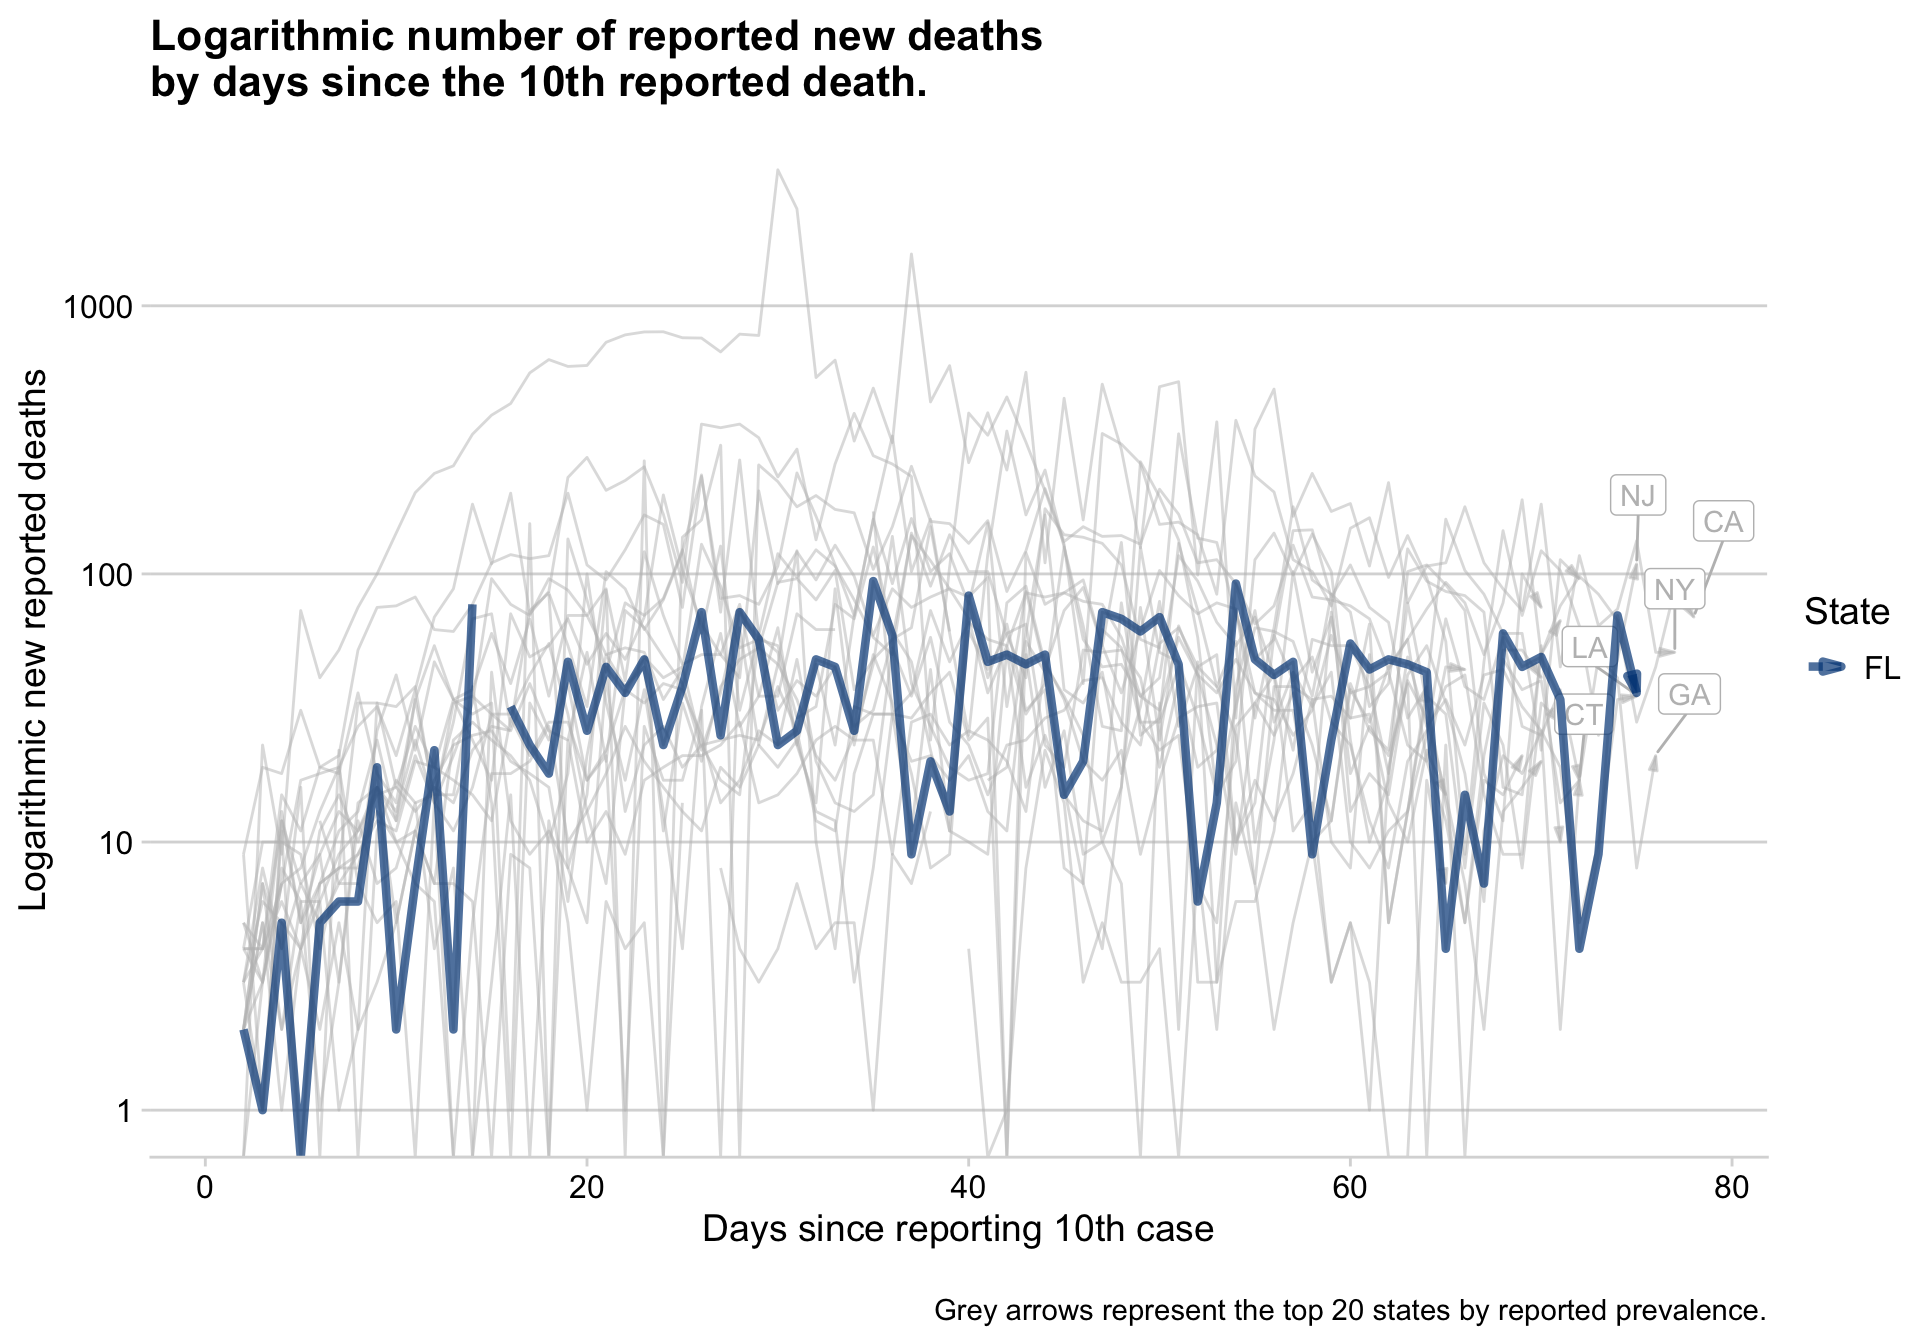 Logarithmic number of reported new deaths
by days since the 10th reported death.
Logarithmic new reported deaths
1000
100
10
1
NJ
CA
NY
LA
GA
CT
State
FL
0
20
40
60
80
Days since reporting 10th case
Grey arrows represent the top 20 states by reported prevalence.